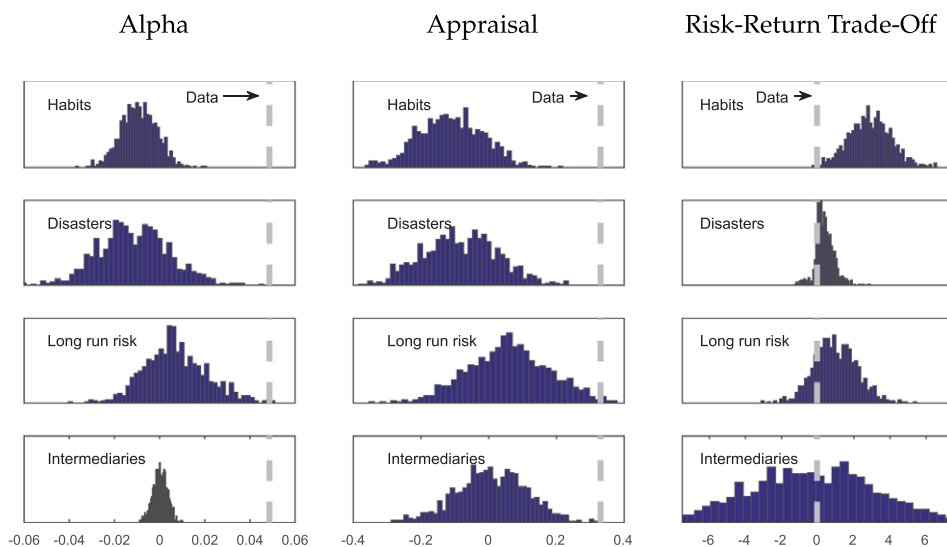 Alpha Appraisal Risk-Return Trade-Off
Habits Data Habits Data Habits Data
Disasters Disasters Disasters
Long run risk Long run risk Long run risk
Intermediaries Intermediaries Intermediaries
-0.06 -0.04 -0.02 0 0.02 0.04 0.06 -0.4 -0.2 0 0.2 0.4 -6 -4 -2 0 2 4 6